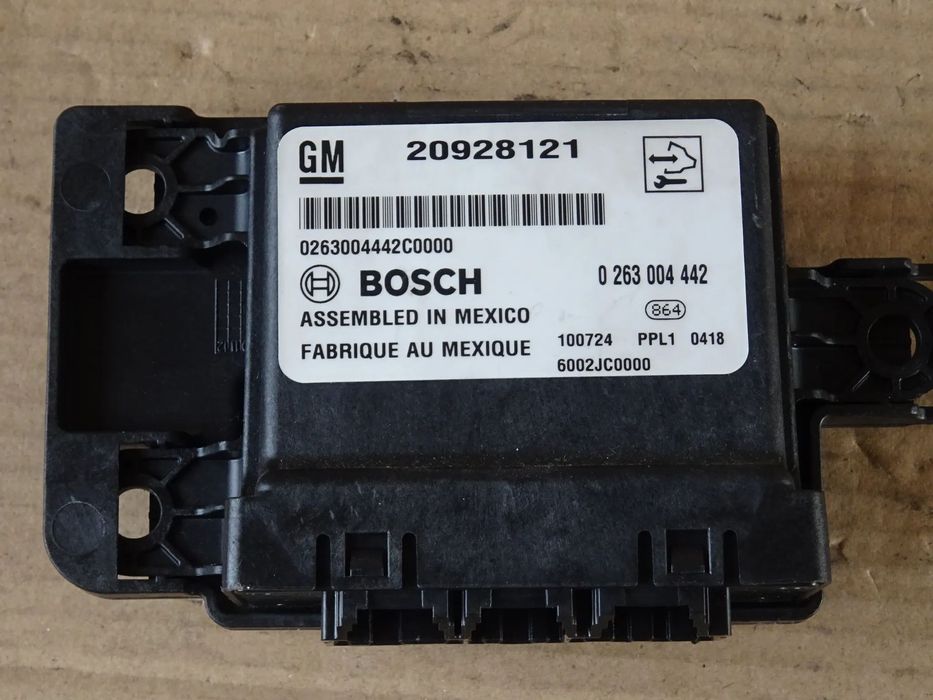 GM 20928121
0263004442C0000
BOSCH 0 263 004 442
ASSEMBLED IN MEXICO 864
FABRIQUE AU MEXIQUE 100724 PPL1 0418
6002JC0000